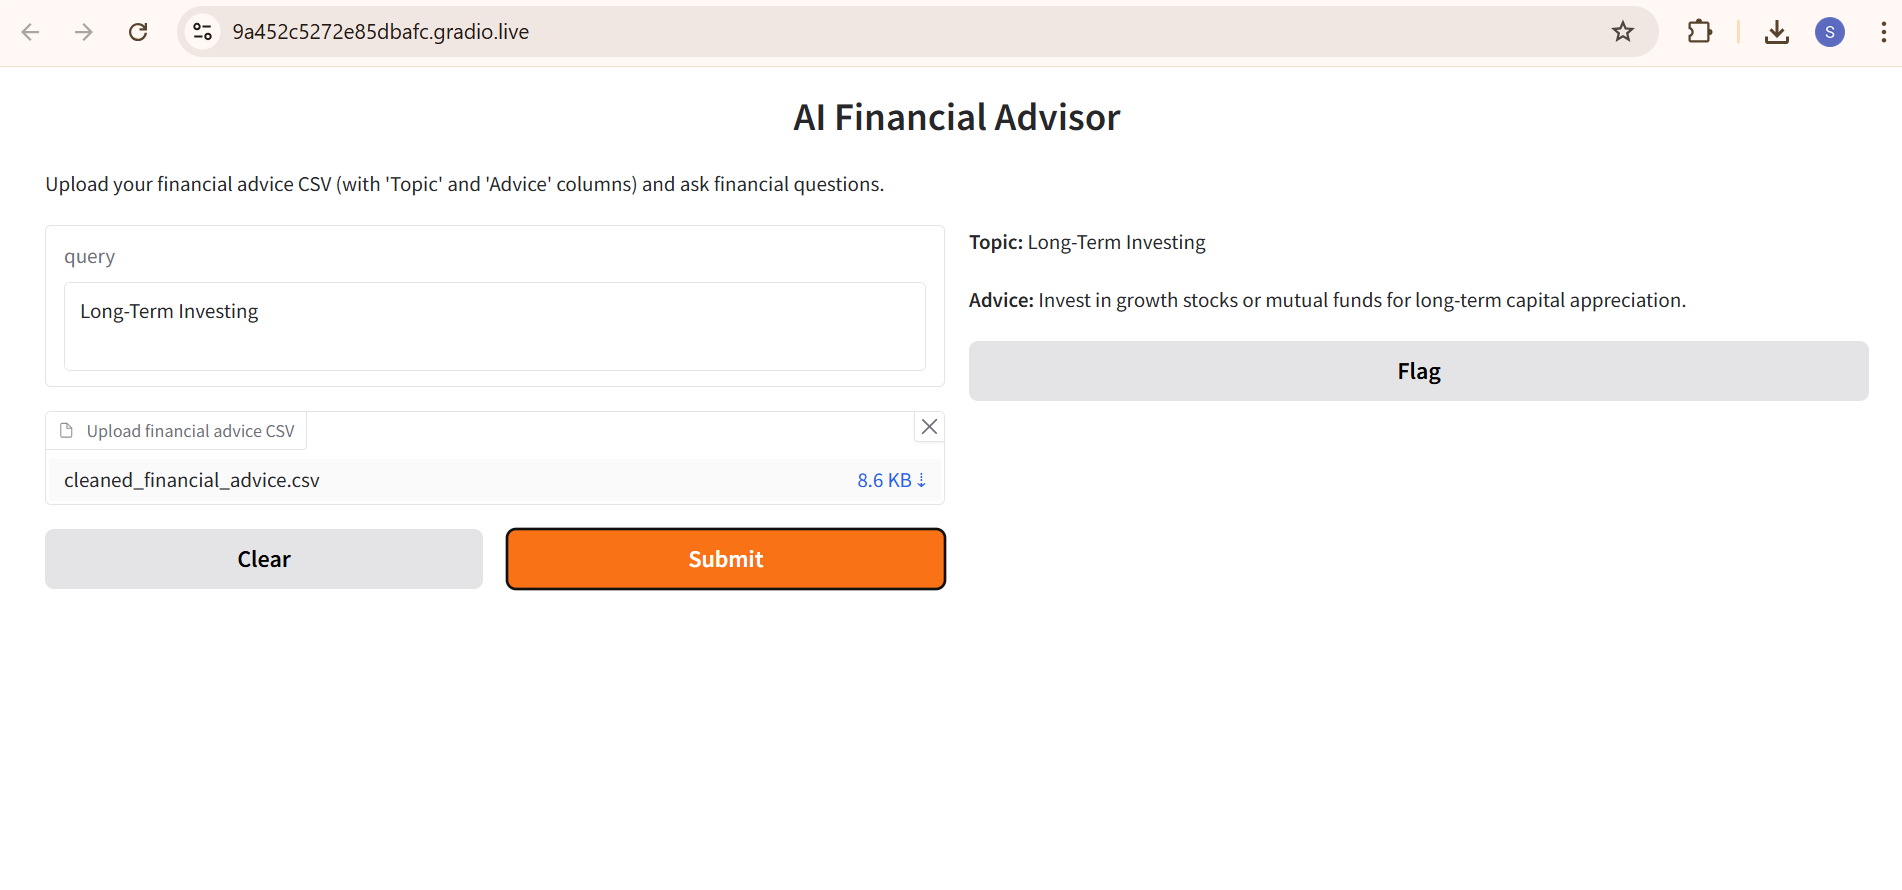 9a452c5272e85dbafc.gradio.live
S
AI Financial Advisor
Upload your financial advice CSV (with 'Topic' and 'Advice' columns) and ask financial questions.
query
Long-Term Investing
Upload financial advice CSV
cleaned_financial_advice.csv
8.6 KB ⇣
Clear
Submit
Topic: Long-Term Investing
Advice: Invest in growth stocks or mutual funds for long-term capital appreciation.
Flag